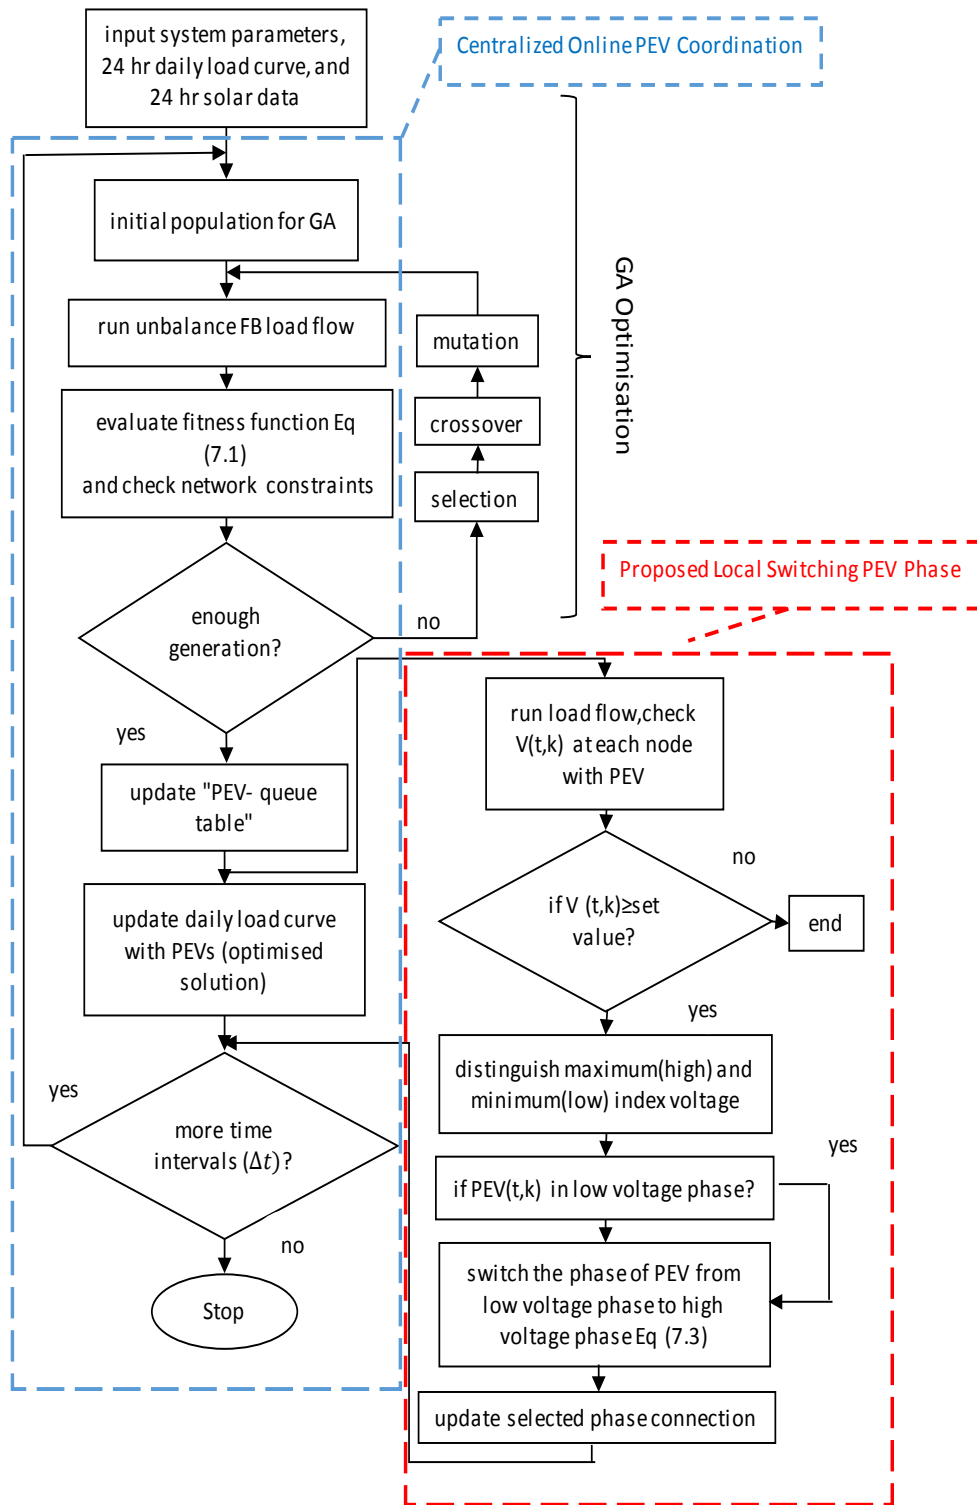 input system parameters,
24 hr daily load curve, and
24 hr solar data
Centralized Online PEV Coordination
initial population for GA
run unbalance FB load flow
evaluate fitness function Eq
(7.1)
and check network constraints
enough
generation?
no
yes
mutation
crossover
selection
GA Optimisation
update "PEV- queue
table"
update daily load curve
with PEVs (optimised
solution)
yes
more time
intervals (Δt)?
no
Stop
Proposed Local Switching PEV Phase
run load flow,check
V(t,k) at each node
with PEV
no
if V (t,k)≥set
value?
end
yes
distinguish maximum(high) and
minimum(low) index voltage
yes
if PEV(t,k) in low voltage phase?
switch the phase of PEV from
low voltage phase to high
voltage phase Eq (7.3)
update selected phase connection